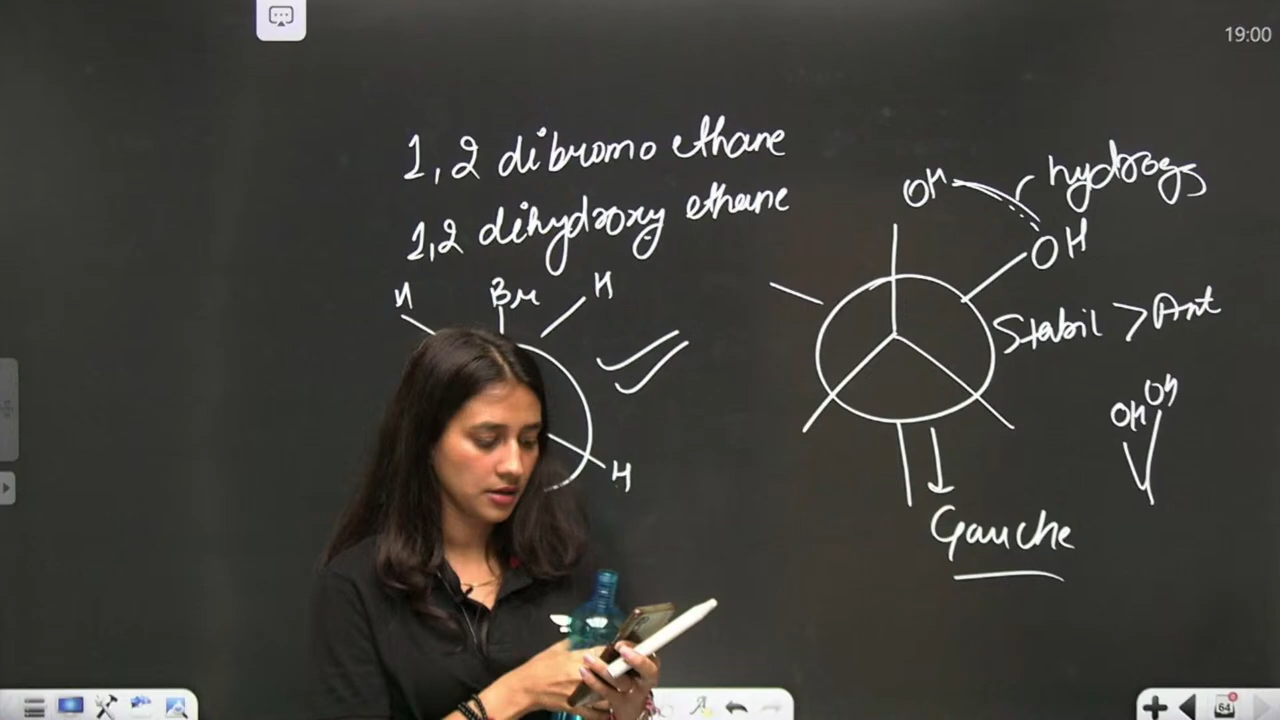 19:00
1,2 dibromo ethane
1,2 dihydroxy ethane
H Br H
H
OH hydrogs
OH
Stabil > Ant
OH OH
Gauche
64